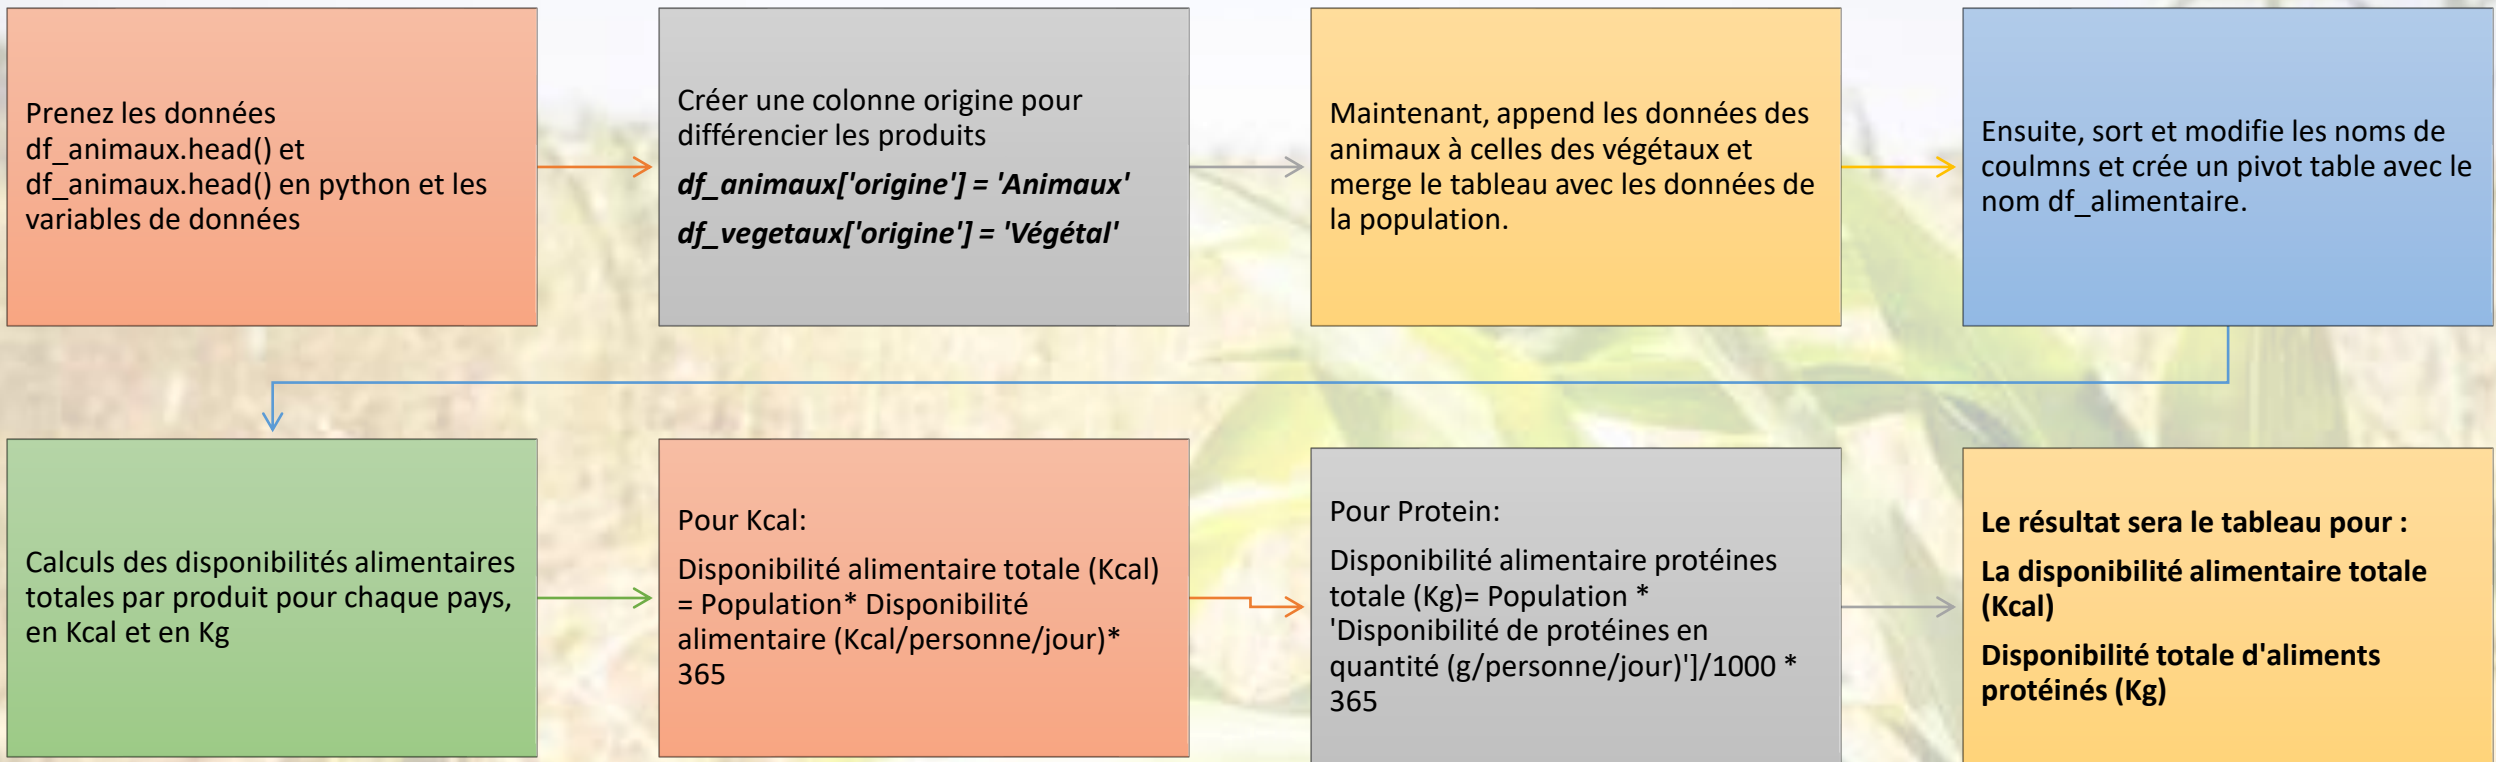 Prenez les données
df_animaux.head() et
df_animaux.head() en python et les
variables de données
Créer une colonne origine pour
différencier les produits
df_animaux['origine'] = 'Animaux'
df_vegetaux['origine'] = 'Végétal'
Maintenant, append les données des
animaux à celles des végétaux et
merge le tableau avec les données de
la population.
Ensuite, sort et modifie les noms de
coulmns et crée un pivot table avec le
nom df_alimentaire.
Calculs des disponibilités alimentaires
totales par produit pour chaque pays,
en Kcal et en Kg
Pour Kcal:
Disponibilité alimentaire totale (Kcal)
= Population* Disponibilité
alimentaire (Kcal/personne/jour)*
365
Pour Protein:
Disponibilité alimentaire protéines
totale (Kg)= Population *
'Disponibilité de protéines en
quantité (g/personne/jour)']/1000 *
365
Le résultat sera le tableau pour :
La disponibilité alimentaire totale
(Kcal)
Disponibilité totale d'aliments
protéinés (Kg)